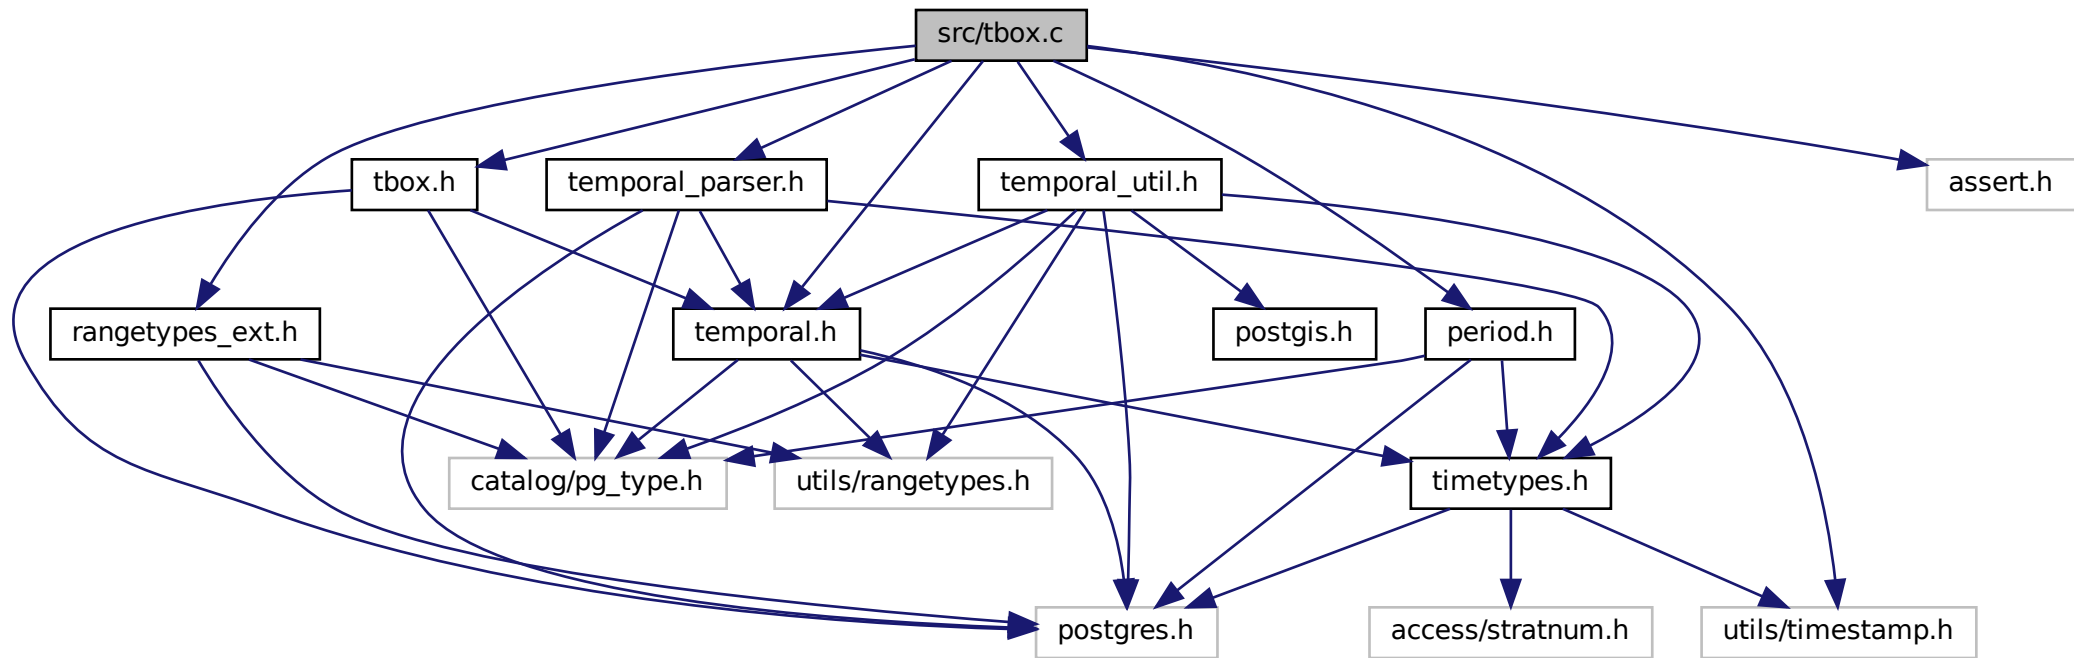 src/tbox.c
tbox.h
temporal_parser.h
temporal_util.h
assert.h
rangetypes_ext.h
temporal.h
postgis.h
period.h
catalog/pg_type.h
utils/rangetypes.h
timetypes.h
postgres.h
access/stratnum.h
utils/timestamp.h